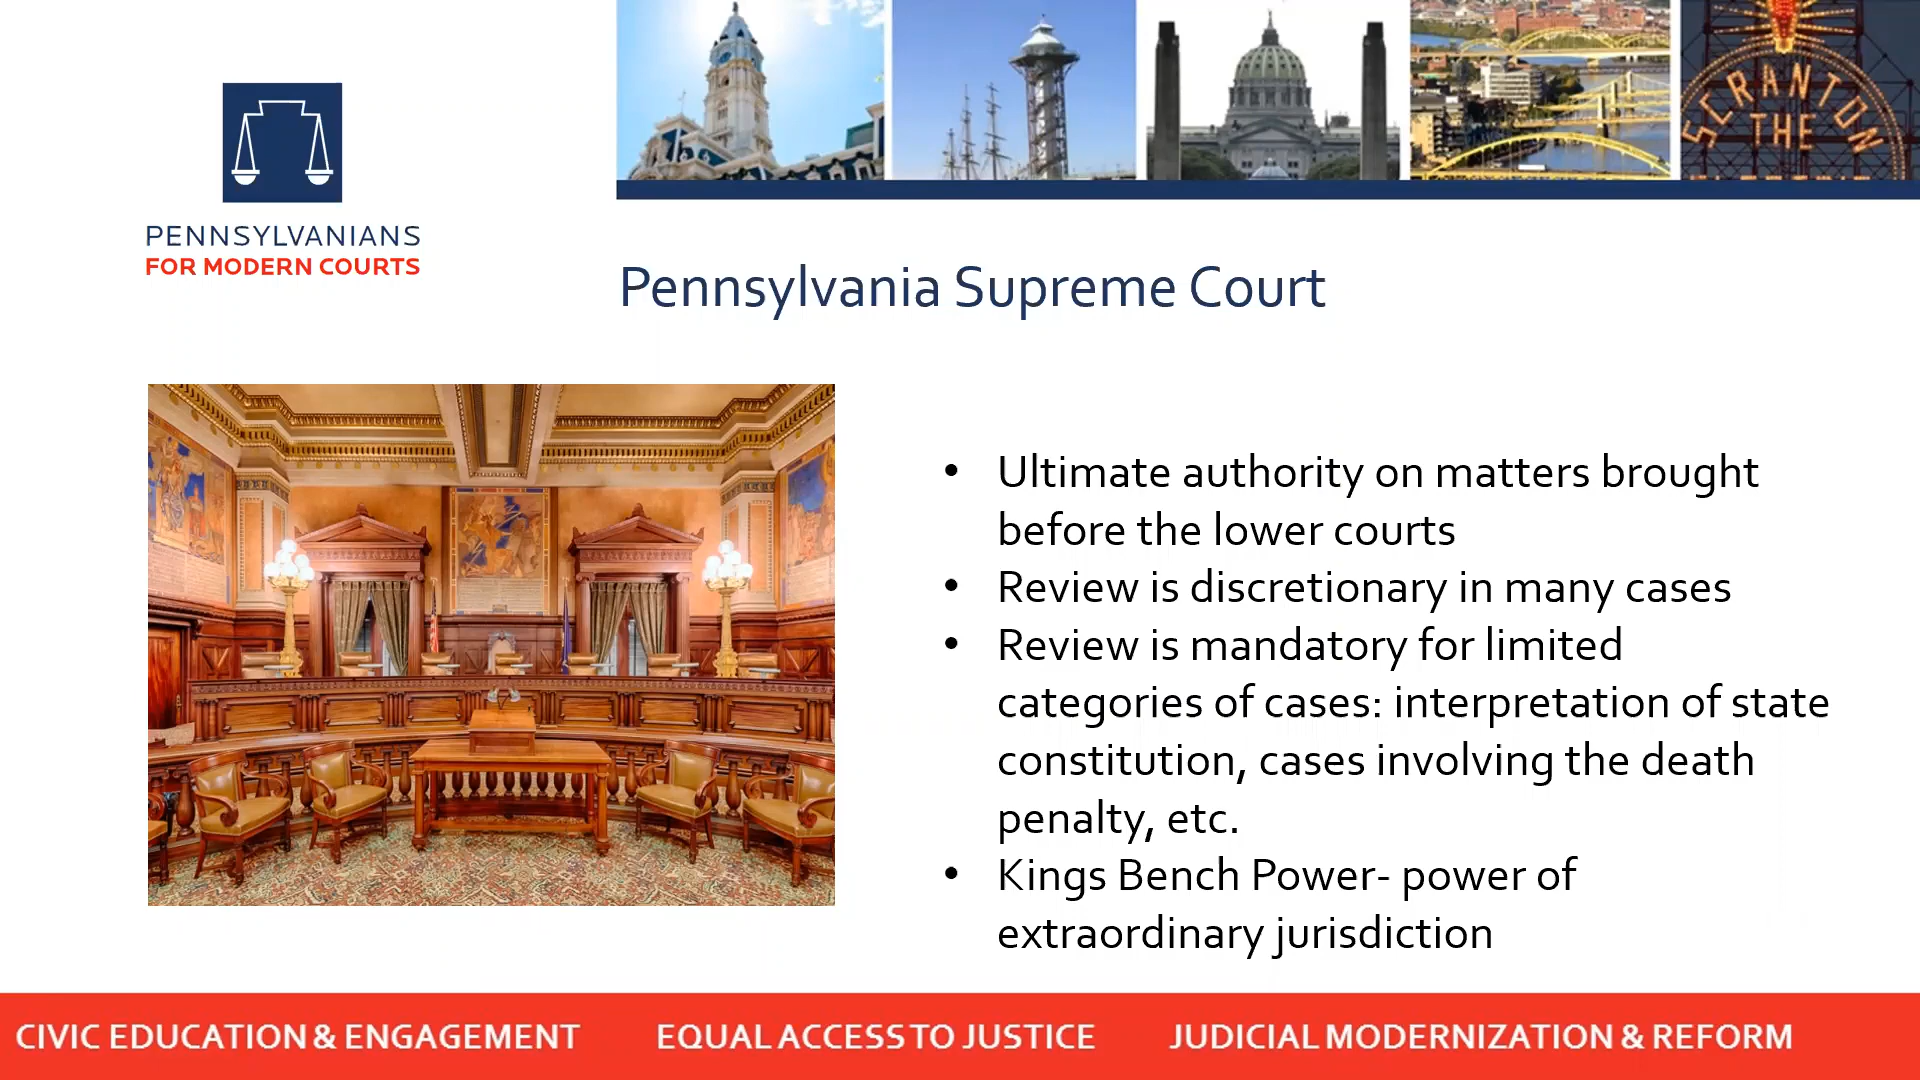 SCRANTON
THE
PENNSYLVANIANS
FOR MODERN COURTS
Pennsylvania Supreme Court
• Ultimate authority on matters brought
before the lower courts
• Review is discretionary in many cases
• Review is mandatory for limited
categories of cases: interpretation of state
constitution, cases involving the death
penalty, etc.
• Kings Bench Power- power of
extraordinary jurisdiction
CIVIC EDUCATION & ENGAGEMENT EQUAL ACCESS TO JUSTICE JUDICIAL MODERNIZATION & REFORM